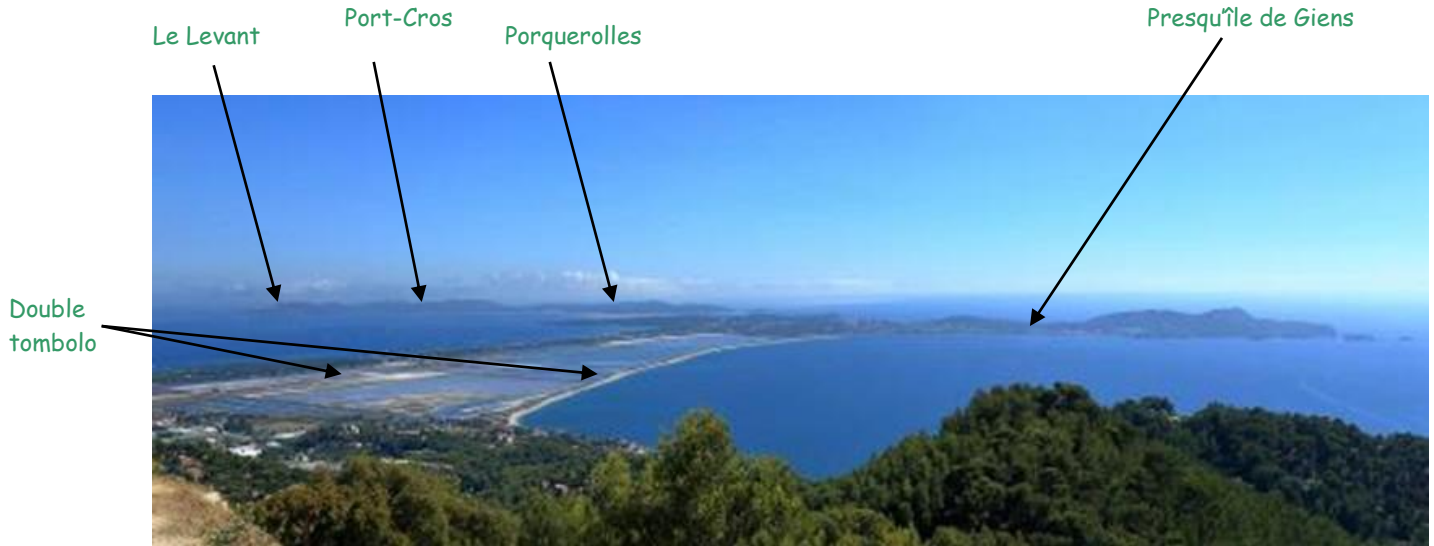 Le Levant
Port-Cros
Porquerolles
Presqu'île de Giens
Double
tombolo